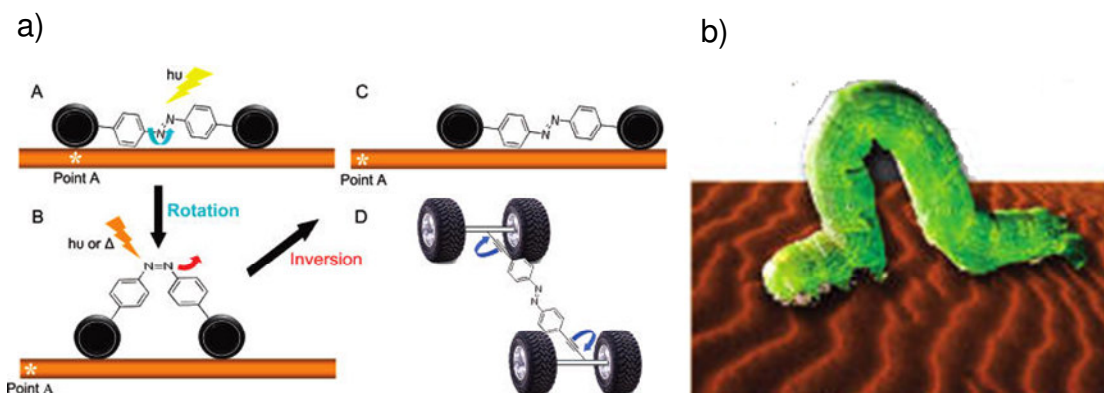 a)
b)
A
hυ
C
N
N
N
N
*
Point A
*
Point A
B
Rotation
D
hυ or Δ
N=N
Inversion
N
N
*
Point A